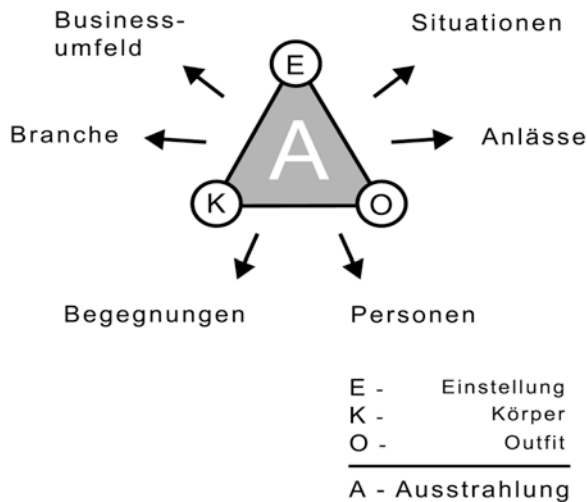 Business-
umfeld
Situationen
E
Branche
A
Anlässe
K
O
Begegnungen
Personen
E - Einstellung
K - Körper
O - Outfit
A - Ausstrahlung